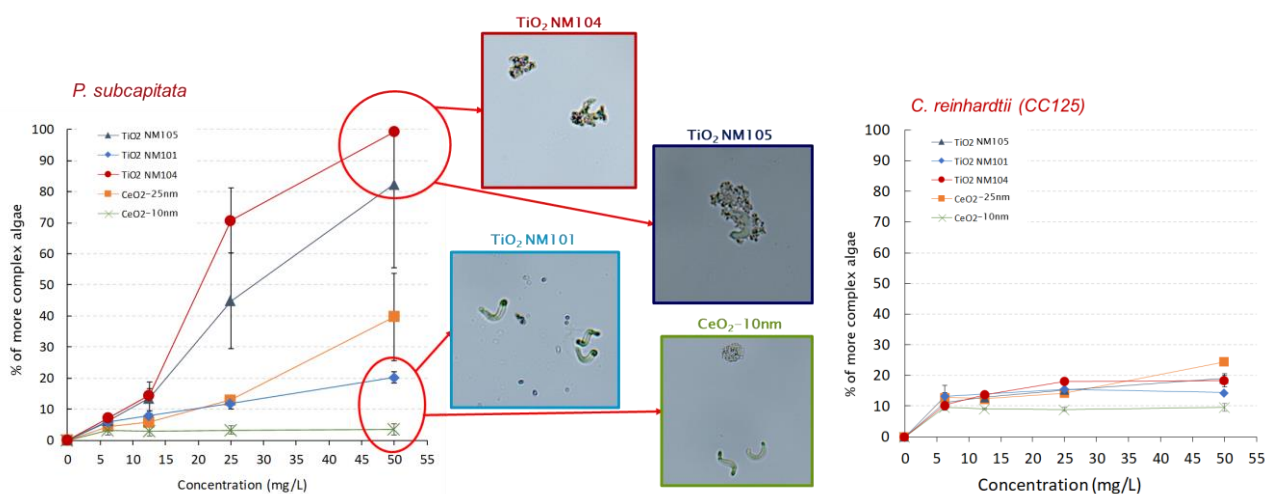 TiO2 NM104
P. subcapitata
% of more complex algae
100
90
80
70
60
50
40
30
20
10
0
TiO2 NM105
TiO2 NM101
TiO2 NM104
CeO2-25nm
CeO2-10nm
0 5 10 15 20 25 30 35 40 45 50 55
Concentration (mg/L)
TiO2 NM105
TiO2 NM101
CeO2-10nm
C. reinhardtii (CC125)
% of more complex algae
100
90
80
70
60
50
40
30
20
10
0
TiO2 NM105
TiO2 NM101
TiO2 NM104
CeO2-25nm
CeO2-10nm
0 5 10 15 20 25 30 35 40 45 50 55
Concentration (mg/L)